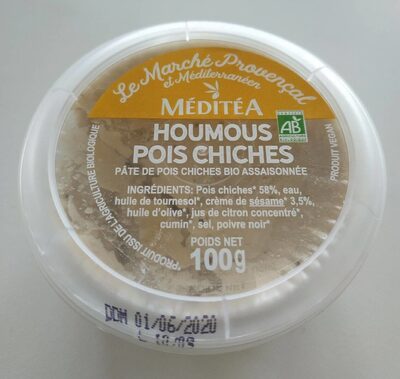 Le Marché Provençal
et Méditerranéen
MÉDITÉA
AB
HOUMOUS
POIS CHICHES
PÂTE DE POIS CHICHES BIO ASSAISONNÉE
INGRÉDIENTS: Pois chiches* 58%, eau,
huile de tournesol*, crème de sésame* 3,5%,
huile d'olive*, jus de citron concentré*,
cumin*, sel, poivre noir*
POIDS NET
100g
*PRODUIT ISSU DE L'AGRICULTURE BIOLOGIQUE
PRODUIT VEGAN
DDM 01/06/2020